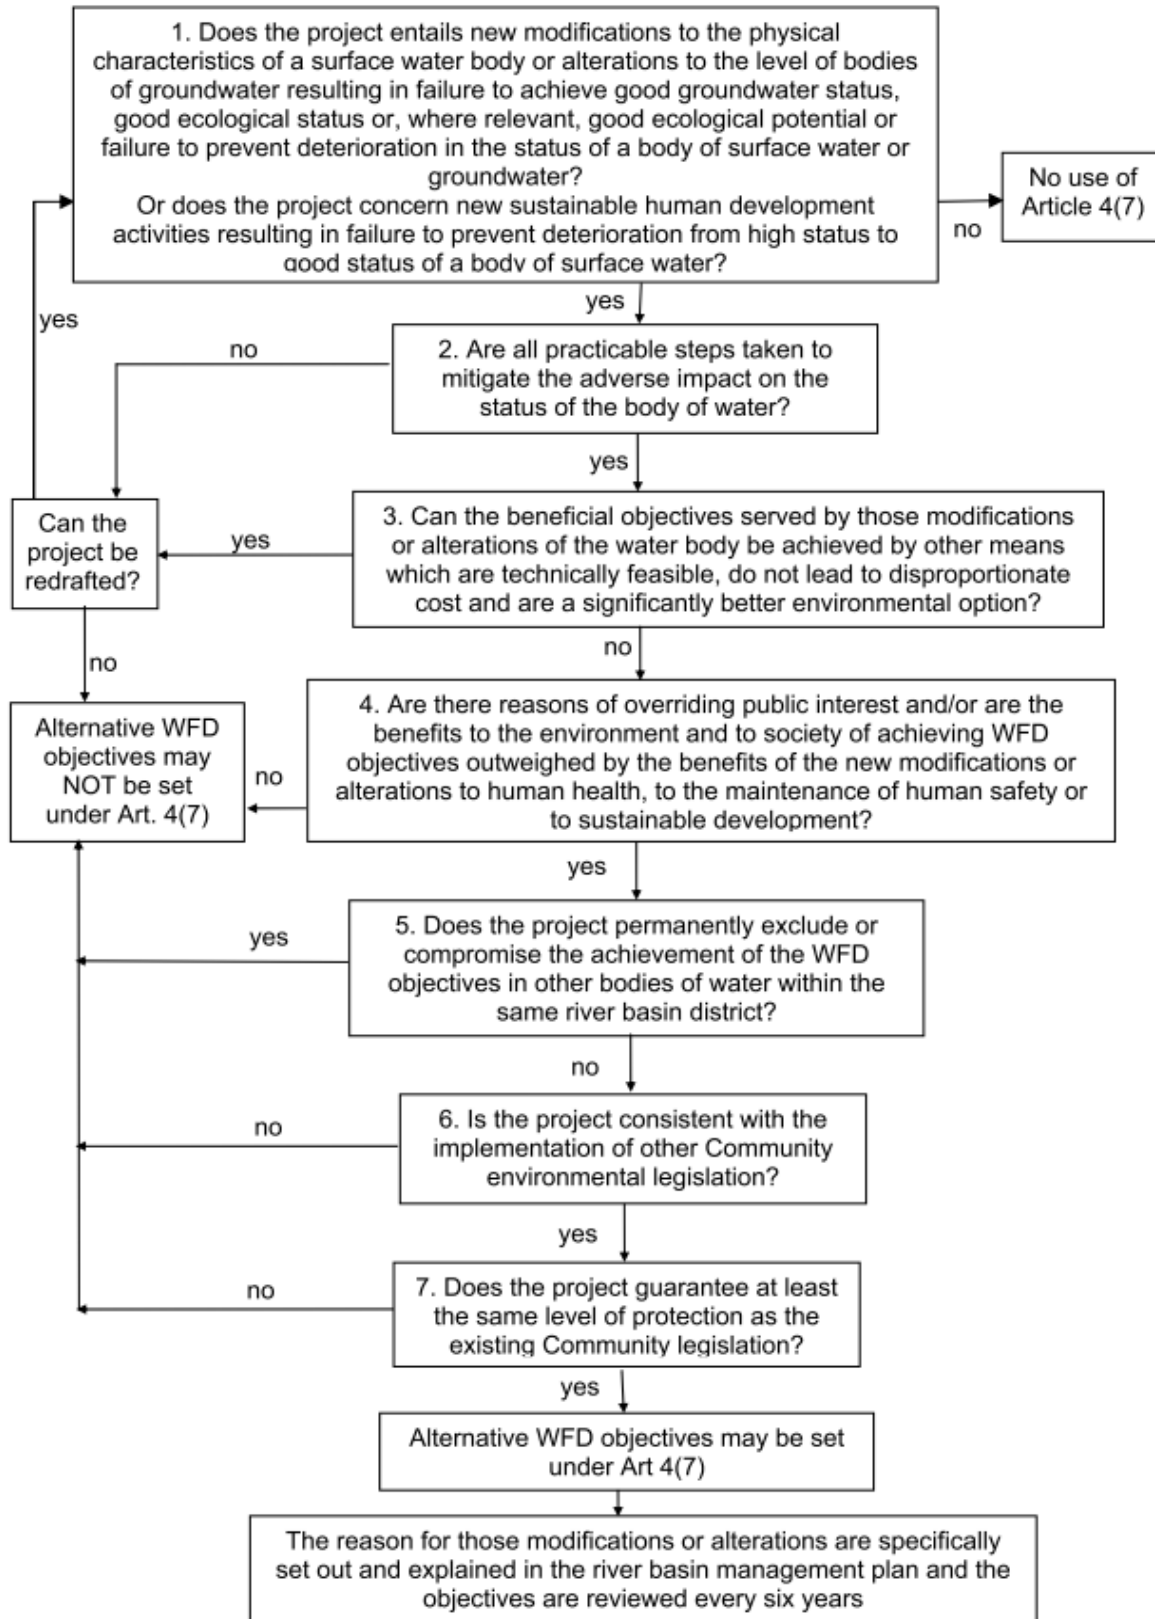 1. Does the project entails new modifications to the physical
characteristics of a surface water body or alterations to the level of bodies
of groundwater resulting in failure to achieve good groundwater status,
good ecological status or, where relevant, good ecological potential or
failure to prevent deterioration in the status of a body of surface water or
groundwater?
Or does the project concern new sustainable human development
activities resulting in failure to prevent deterioration from high status to
good status of a body of surface water?
no
No use of
Article 4(7)
yes
yes
2. Are all practicable steps taken to
mitigate the adverse impact on the
status of the body of water?
no
yes
Can the
project be
redrafted?
yes
3. Can the beneficial objectives served by those modifications
or alterations of the water body be achieved by other means
which are technically feasible, do not lead to disproportionate
cost and are a significantly better environmental option?
no
no
Alternative WFD
objectives may
NOT be set
under Art. 4(7)
no
4. Are there reasons of overriding public interest and/or are the
benefits to the environment and to society of achieving WFD
objectives outweighed by the benefits of the new modifications or
alterations to human health, to the maintenance of human safety or
to sustainable development?
yes
yes
5. Does the project permanently exclude or
compromise the achievement of the WFD
objectives in other bodies of water within the
same river basin district?
no
no
6. Is the project consistent with the
implementation of other Community
environmental legislation?
yes
no
7. Does the project guarantee at least
the same level of protection as the
existing Community legislation?
yes
Alternative WFD objectives may be set
under Art 4(7)
The reason for those modifications or alterations are specifically
set out and explained in the river basin management plan and the
objectives are reviewed every six years